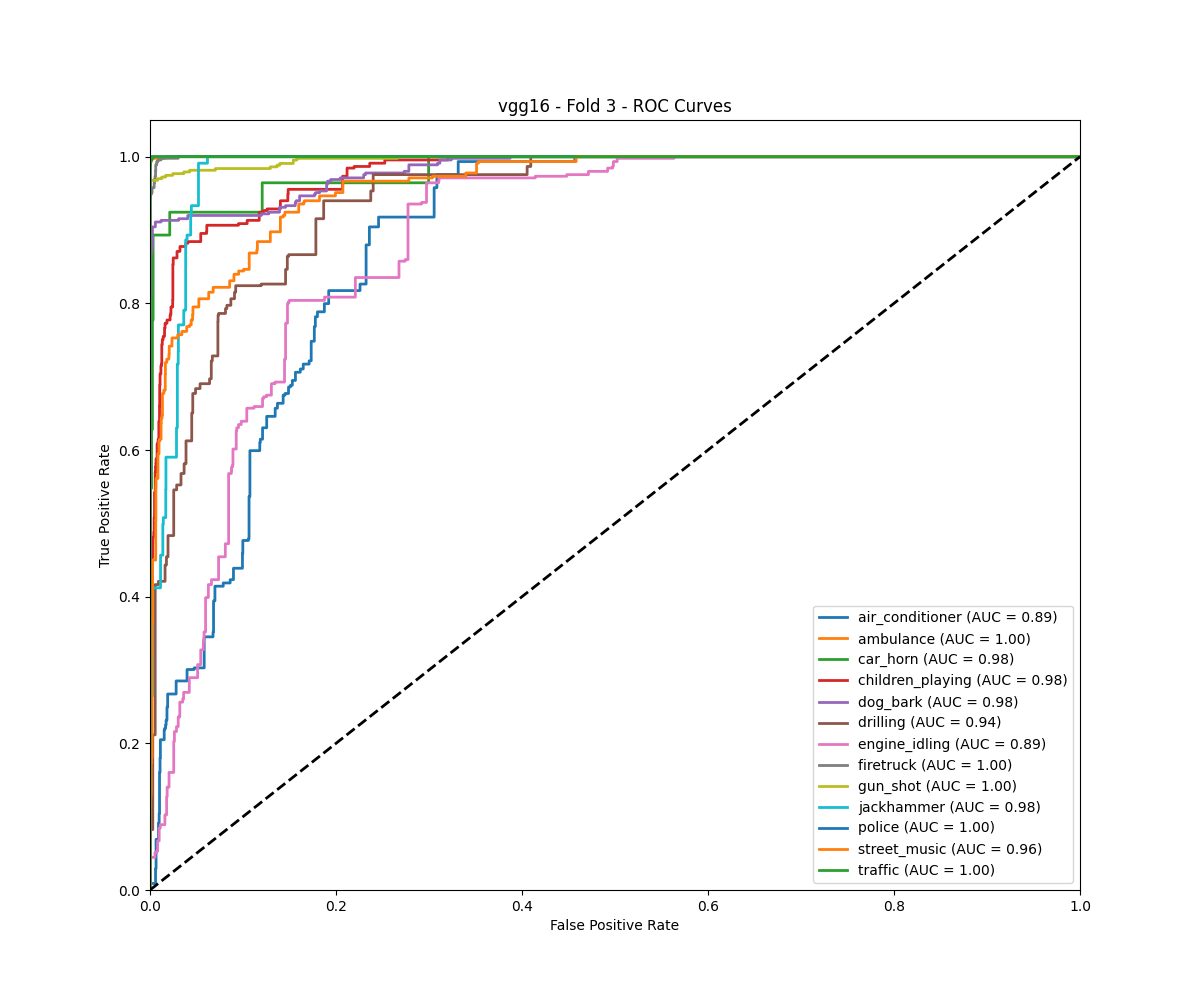 vgg16 - Fold 3 - ROC Curves
1.0
0.8
0.6
0.4
0.2
0.0
True Positive Rate
air_conditioner (AUC = 0.89)
ambulance (AUC = 1.00)
car_horn (AUC = 0.98)
children_playing (AUC = 0.98)
dog_bark (AUC = 0.98)
drilling (AUC = 0.94)
engine_idling (AUC = 0.89)
firetruck (AUC = 1.00)
gun_shot (AUC = 1.00)
jackhammer (AUC = 0.98)
police (AUC = 1.00)
street_music (AUC = 0.96)
traffic (AUC = 1.00)
0.0 0.2 0.4 0.6 0.8 1.0
False Positive Rate